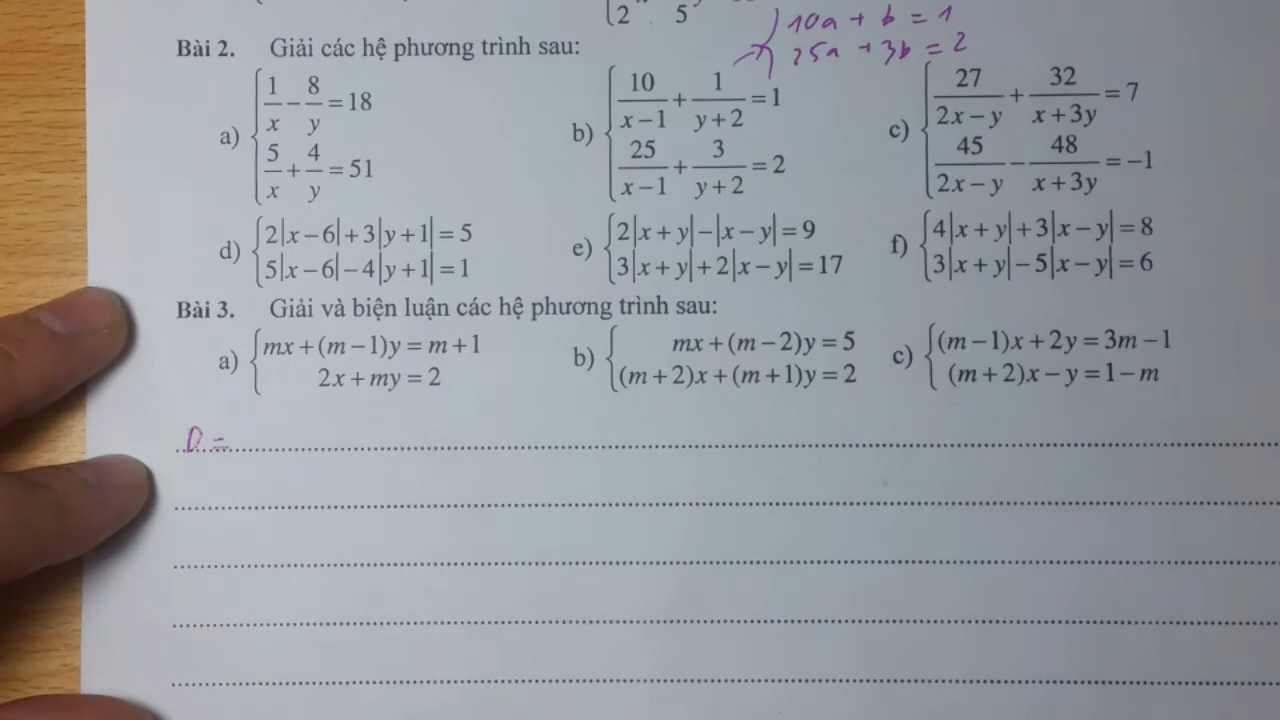 2 5
10a + b = 1
25a + 3b = 2
Bài 2. Giải các hệ phương trình sau:
a) { 1/x − 8/y = 18
5/x + 4/y = 51
b) { 10/(x−1) + 1/(y+2) = 1
25/(x−1) + 3/(y+2) = 2
c) { 27/(2x−y) + 32/(x+3y) = 7
45/(2x−y) − 48/(x+3y) = −1
d) { 2|x−6|+3|y+1| = 5
5|x−6|−4|y+1| = 1
e) { 2|x+y|−|x−y| = 9
3|x+y|+2|x−y| = 17
f) { 4|x+y|+3|x−y| = 8
3|x+y|−5|x−y| = 6
Bài 3. Giải và biện luận các hệ phương trình sau:
a) { mx+(m−1)y = m+1
2x+my = 2
b) { mx+(m−2)y = 5
(m+2)x+(m+1)y = 2
c) { (m−1)x+2y = 3m−1
(m+2)x−y = 1−m
D =